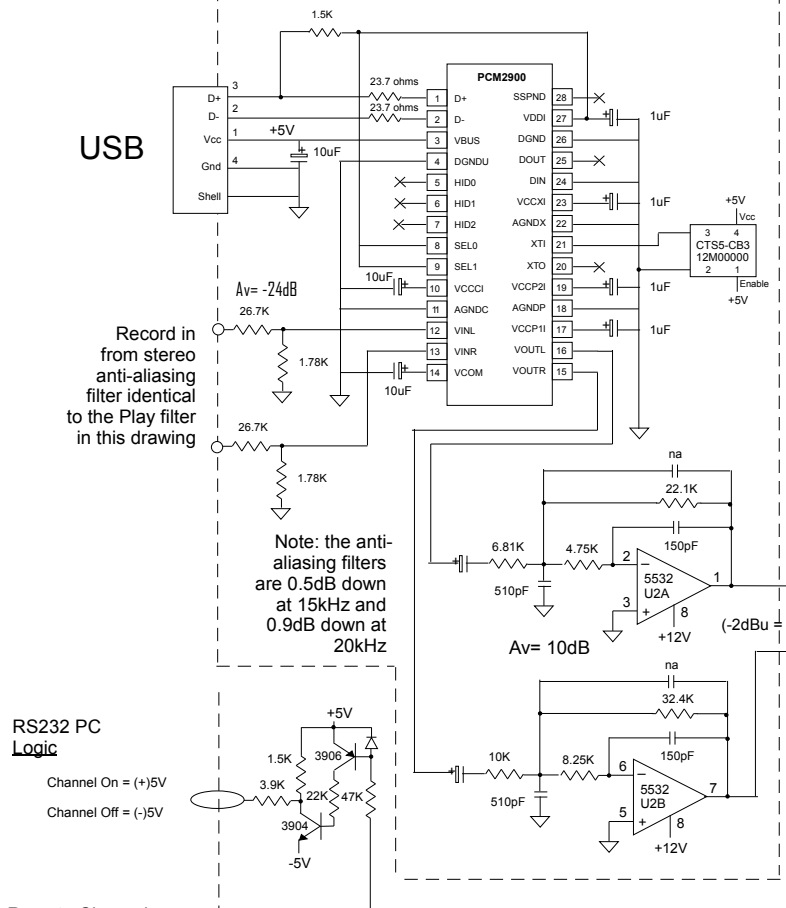 1.5K
PCM2900
USB
3
D+
2
D-
1
Vcc
4
Gnd
Shell
23.7 ohms
23.7 ohms
+5V
10uF
1 D+
2 D-
3 VBUS
4 DGNDU
5 HID0
6 HID1
7 HID2
8 SEL0
9 SEL1
10 VCCCI
11 AGNDC
12 VINL
13 VINR
14 VCOM
SSPND 28
VDDI 27
DGND 26
DOUT 25
DIN 24
VCCXI 23
AGNDX 22
XTI 21
XTO 20
VCCP2I 19
AGNDP 18
VCCP1I 17
VOUTL 16
VOUTR 15
1uF
1uF
1uF
1uF
+5V
Vcc
3 4
CTS5-CB3
12M00000
2 1
Enable
+5V
10uF
10uF
Av= -24dB
26.7K
1.78K
26.7K
1.78K
Record in
from stereo
anti-aliasing
filter identical
to the Play filter
in this drawing
Note: the anti-
aliasing filters
are 0.5dB down
at 15kHz and
0.9dB down at
20kHz
na
22.1K
150pF
6.81K
4.75K
510pF
2
3
1
5532
U2A
8
+12V
Av= 10dB
(-2dBu =
na
32.4K
150pF
10K
8.25K
510pF
6
5
7
5532
U2B
8
+12V
RS232 PC
Logic
Channel On = (+)5V
Channel Off = (-)5V
+5V
1.5K
3906
3.9K
22K
47K
3904
-5V